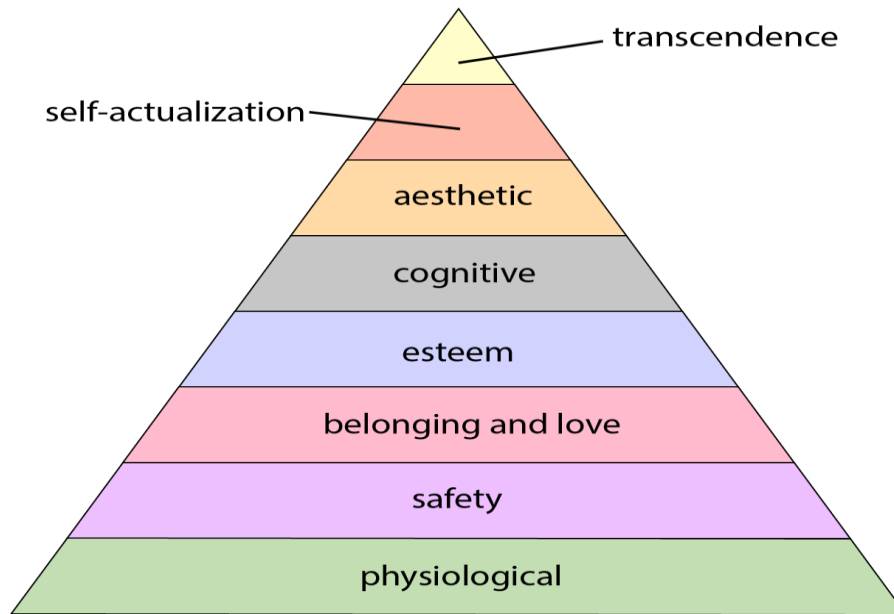 transcendence
self-actualization
aesthetic
cognitive
esteem
belonging and love
safety
physiological